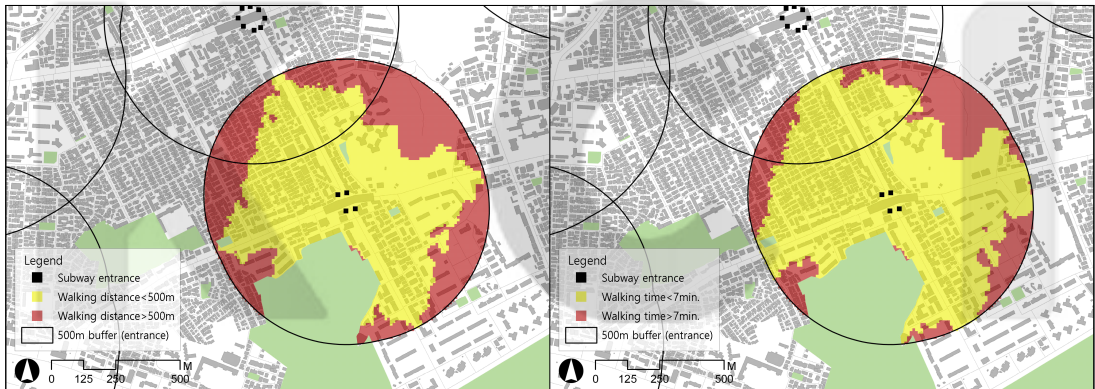 Legend
Subway entrance
Walking distance<500m
Walking distance>500m
500m buffer (entrance)
M
0 125 250 500
Legend
Subway entrance
Walking time<7min.
Walking time>7min.
500m buffer (entrance)
M
0 125 250 500